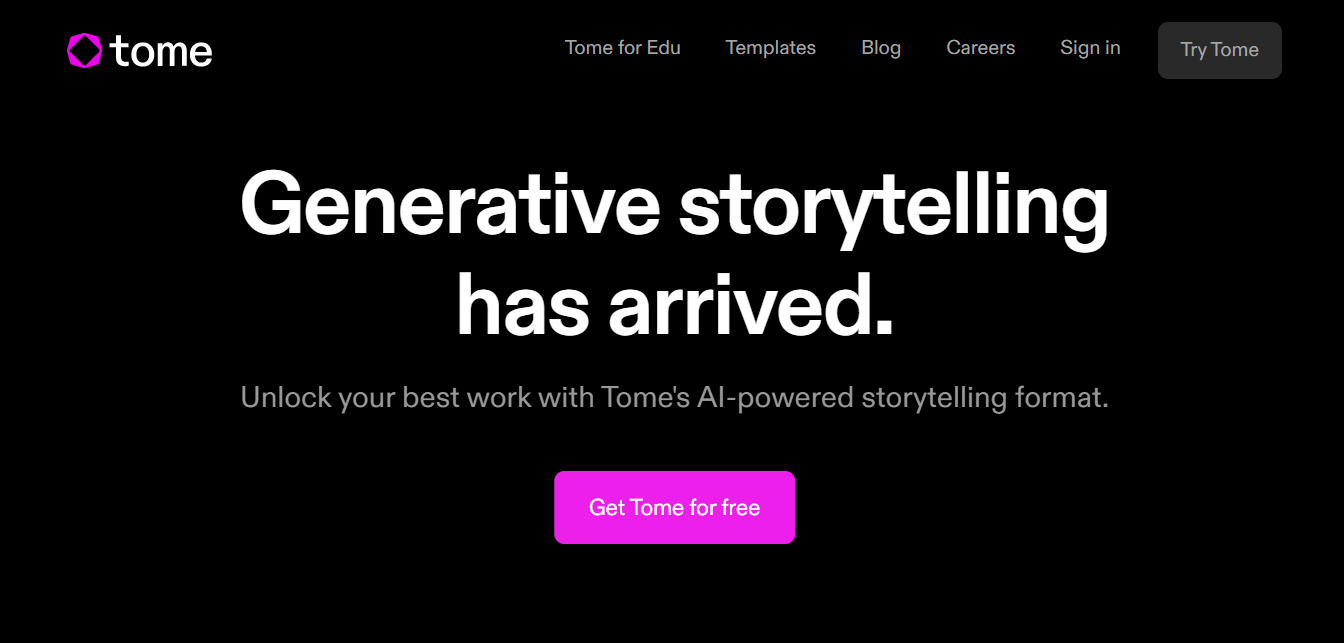 tome
Tome for Edu
Templates
Blog
Careers
Sign in
Try Tome
Generative storytelling
has arrived.
Unlock your best work with Tome's AI-powered storytelling format.
Get Tome for free